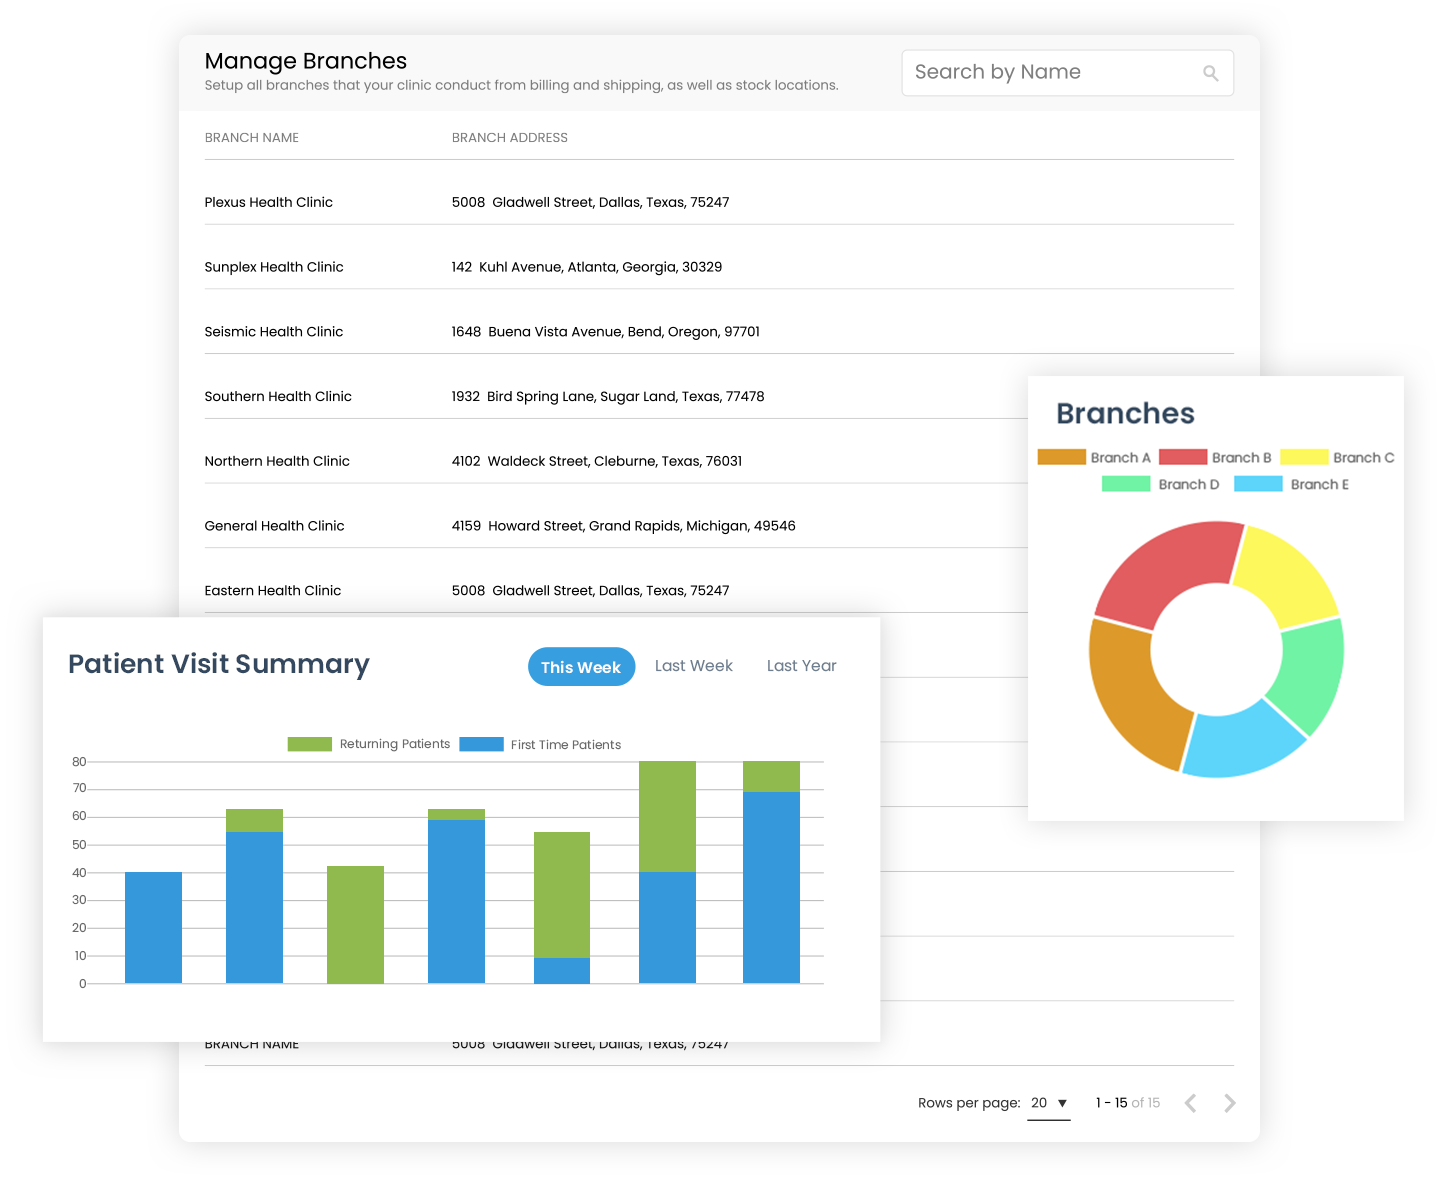 Manage Branches
Setup all branches that your clinic conduct from billing and shipping, as well as stock locations.
Search by Name
BRANCH NAME BRANCH ADDRESS
Plexus Health Clinic 5008 Gladwell Street, Dallas, Texas, 75247
Sunplex Health Clinic 142 Kuhl Avenue, Atlanta, Georgia, 30329
Seismic Health Clinic 1648 Buena Vista Avenue, Bend, Oregon, 97701
Southern Health Clinic 1932 Bird Spring Lane, Sugar Land, Texas, 77478
Northern Health Clinic 4102 Waldeck Street, Cleburne, Texas, 76031
General Health Clinic 4159 Howard Street, Grand Rapids, Michigan, 49546
Eastern Health Clinic 5008 Gladwell Street, Dallas, Texas, 75247
Branches
Branch A Branch B Branch C
Branch D Branch E
Patient Visit Summary
This Week Last Week Last Year
Returning Patients First Time Patients
80
70
60
50
40
30
20
10
0
BRANCH NAME 5008 Gladwell Street, Dallas, Texas, 75247
Rows per page: 20 1 - 15 of 15